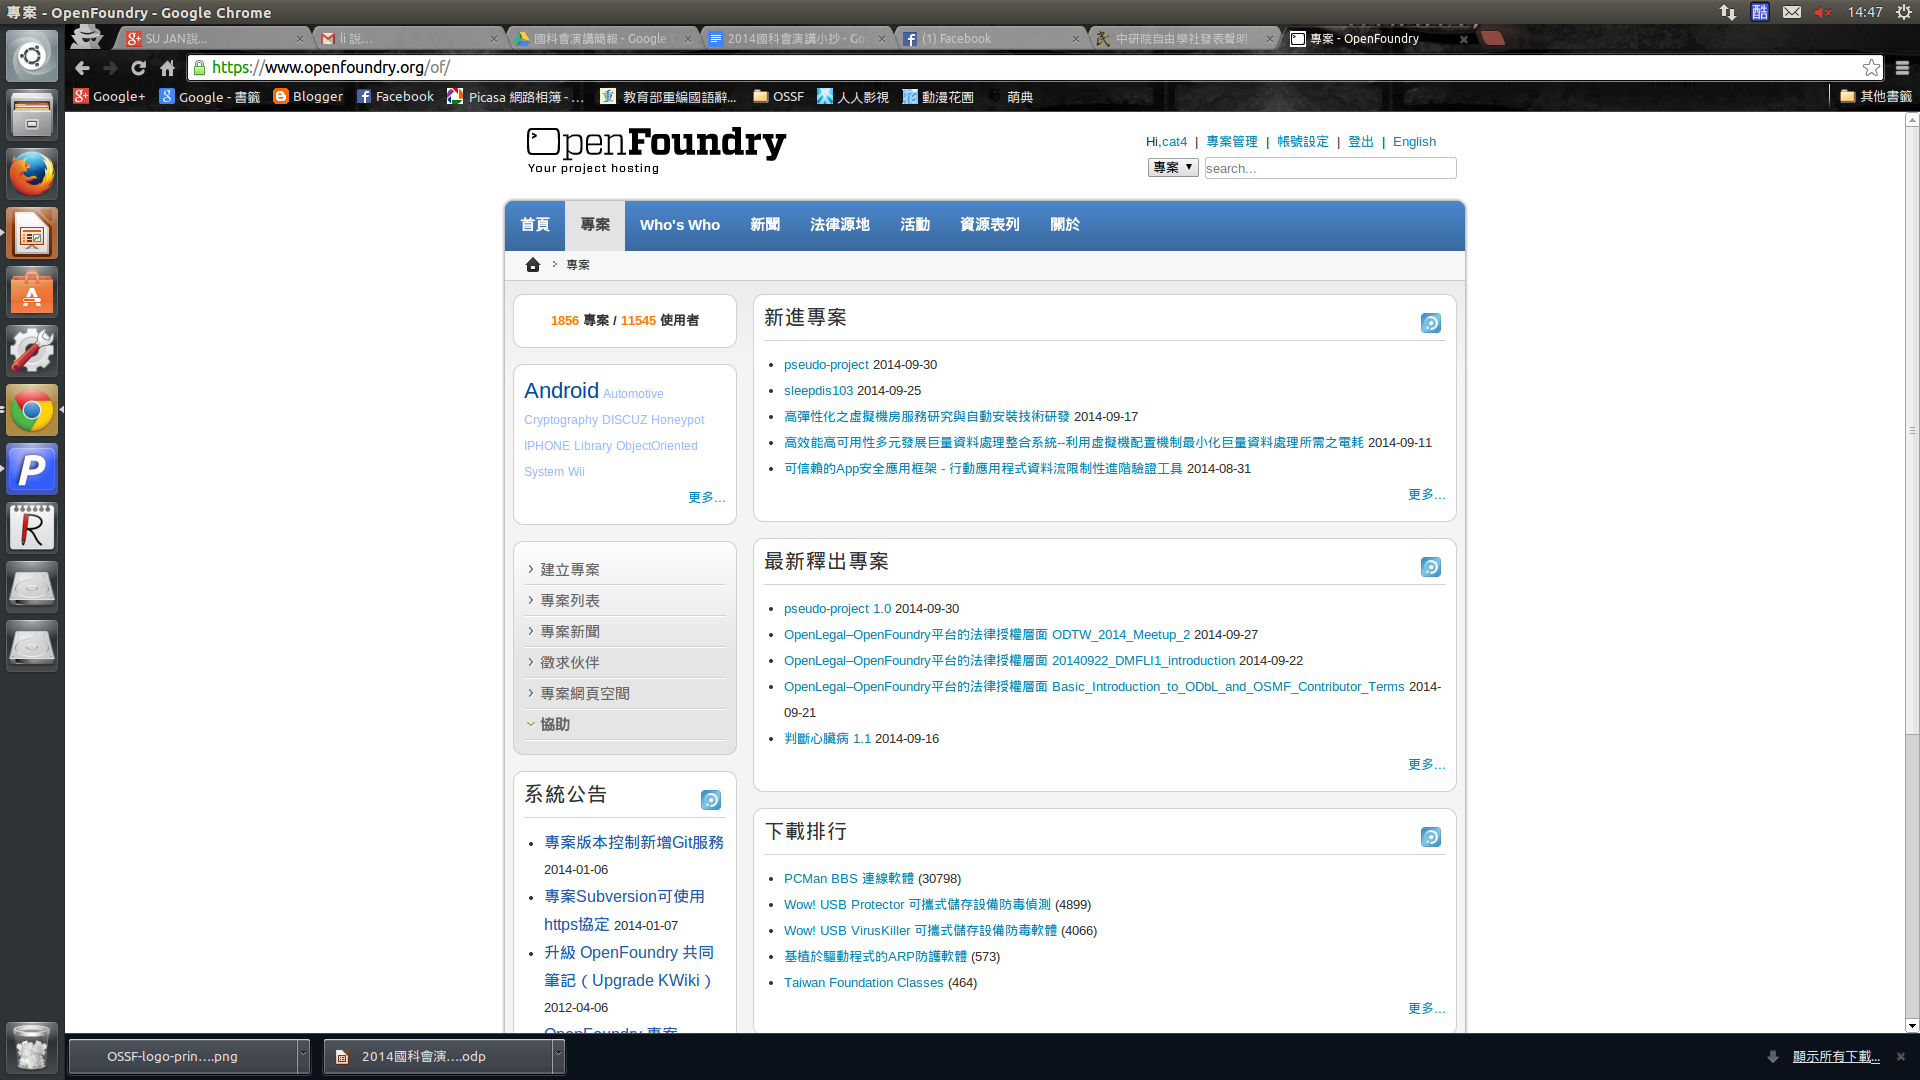 專案 - OpenFoundry - Google Chrome
酷 14:47
SU JAN說...
li 說...
國科會演講簡報 - Google
2014國科會演講小抄 - Goo
(1) Facebook
中研院自由學社發表聲明
專案 - OpenFoundry
https://www.openfoundry.org/of/
Google+
Google - 書籤
Blogger
Facebook
Picasa 網路相簿 - ...
教育部重編國語辭...
OSSF
人人影視
動漫花園
萌典
其他書籤
OpenFoundry
Your project hosting
Hi,cat4 | 專案管理 | 帳號設定 | 登出 | English
專案 ▼ search...
首頁 專案 Who's Who 新聞 法律源地 活動 資源表列 關於
專案
1856 專案 / 11545 使用者
Android Automotive
Cryptography DISCUZ Honeypot
IPHONE Library ObjectOriented
System Wii
更多...
建立專案
專案列表
專案新聞
徵求伙伴
專案網頁空間
協助
系統公告
專案版本控制新增Git服務
2014-01-06
專案Subversion可使用
https協定 2014-01-07
升級 OpenFoundry 共同
筆記（Upgrade KWiki）
2012-04-06
OpenFoundry 專案
新進專案
pseudo-project 2014-09-30
sleepdis103 2014-09-25
高彈性化之虛擬機房服務研究與自動安裝技術研發 2014-09-17
高效能高可用性多元發展巨量資料處理整合系統--利用虛擬機配置機制最小化巨量資料處理所需之電耗 2014-09-11
可信賴的App安全應用框架 - 行動應用程式資料流限制性進階驗證工具 2014-08-31
更多...
最新釋出專案
pseudo-project 1.0 2014-09-30
OpenLegal–OpenFoundry平台的法律授權層面 ODTW_2014_Meetup_2 2014-09-27
OpenLegal–OpenFoundry平台的法律授權層面 20140922_DMFLI1_introduction 2014-09-22
OpenLegal–OpenFoundry平台的法律授權層面 Basic_Introduction_to_ODbL_and_OSMF_Contributor_Terms 2014-
09-21
判斷心臟病 1.1 2014-09-16
更多...
下載排行
PCMan BBS 連線軟體 (30798)
Wow! USB Protector 可攜式儲存設備防毒偵測 (4899)
Wow! USB VirusKiller 可攜式儲存設備防毒軟體 (4066)
基植於驅動程式的ARP防護軟體 (573)
Taiwan Foundation Classes (464)
更多...
OSSF-logo-prin....png
2014國科會演....odp
顯示所有下載...